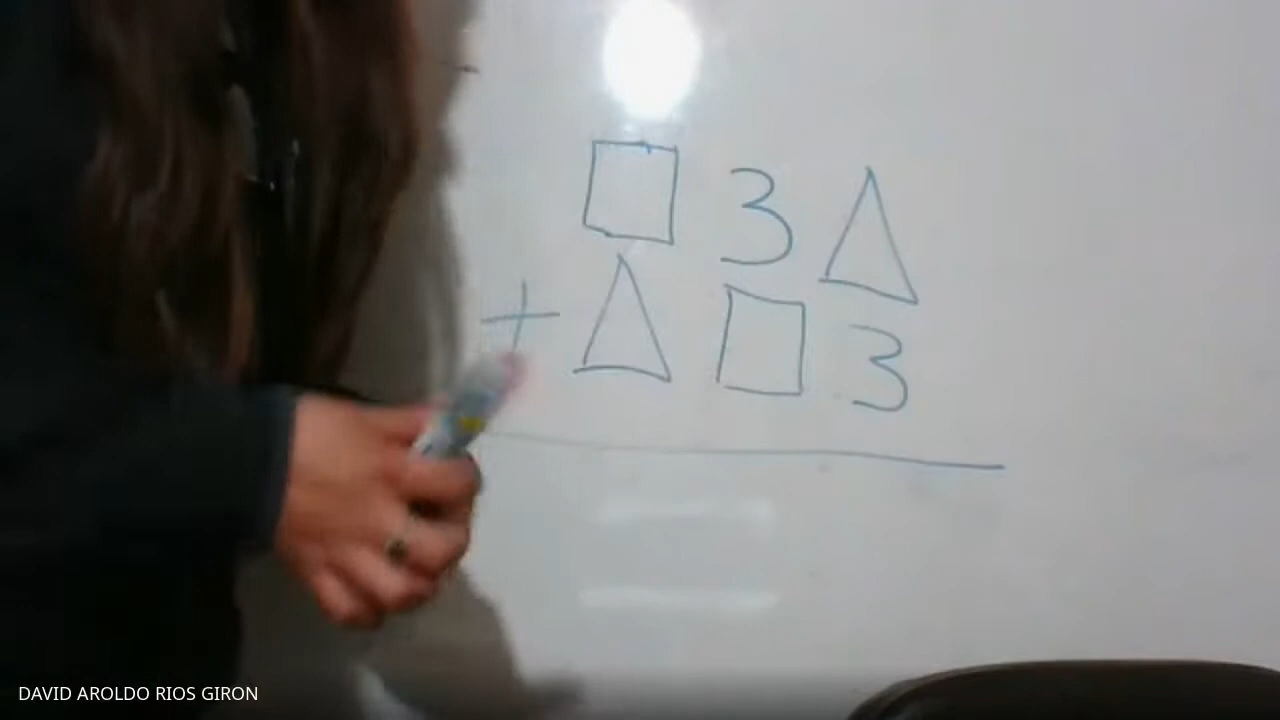 □ 3 △
+ △ □ 3
DAVID AROLDO RIOS GIRON